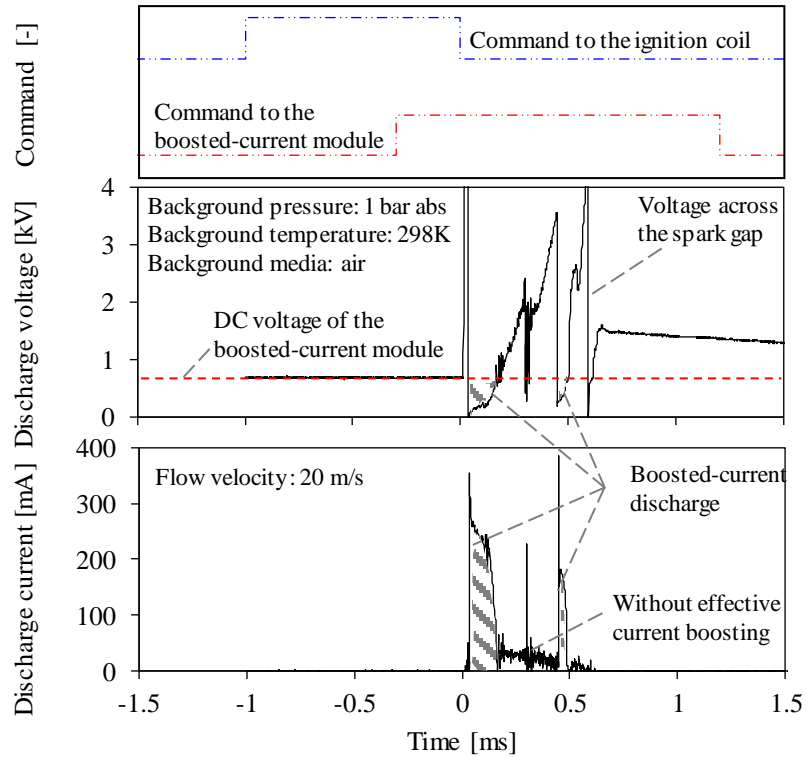 Command [-]
Command to the ignition coil
Command to the
boosted-current module
Discharge voltage [kV]
4
3
2
1
0
Background pressure: 1 bar abs
Background temperature: 298K
Background media: air
Voltage across
the spark gap
DC voltage of the
boosted-current module
Discharge current [mA]
400
300
200
100
0
Flow velocity: 20 m/s
Boosted-current
discharge
Without effective
current boosting
-1.5 -1 -0.5 0 0.5 1 1.5
Time [ms]